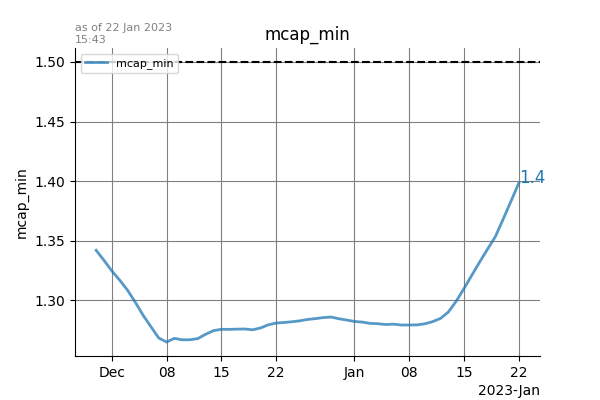 as of 22 Jan 2023
15:43
mcap_min
mcap_min
1.50
1.45
1.40
1.35
1.30
mcap_min
1.4
Dec 08 15 22 Jan 08 15 22
2023-Jan